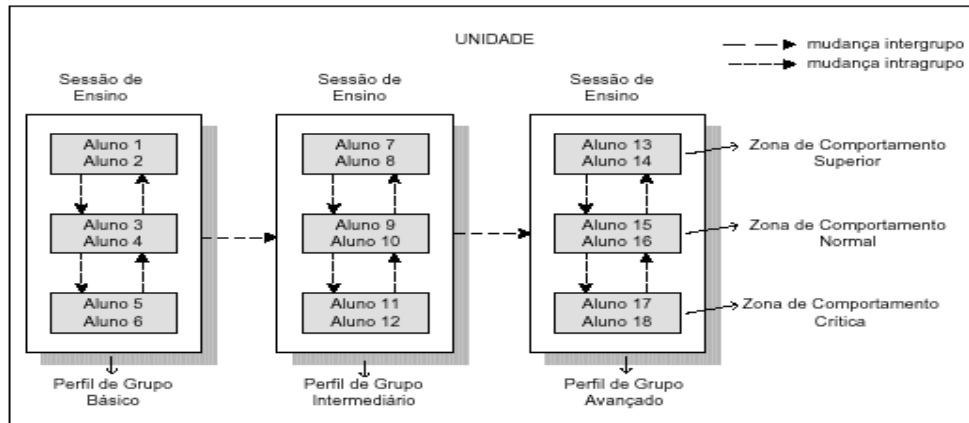 UNIDADE
mudança intergrupo
mudança intragrupo
Sessão de
Ensino
Sessão de
Ensino
Sessão de
Ensino
Aluno 1
Aluno 2
Aluno 3
Aluno 4
Aluno 5
Aluno 6
Aluno 7
Aluno 8
Aluno 9
Aluno 10
Aluno 11
Aluno 12
Aluno 13
Aluno 14
Aluno 15
Aluno 16
Aluno 17
Aluno 18
Zona de Comportamento
Superior
Zona de Comportamento
Normal
Zona de Comportamento
Crítica
Perfil de Grupo
Básico
Perfil de Grupo
Intermediário
Perfil de Grupo
Avançado